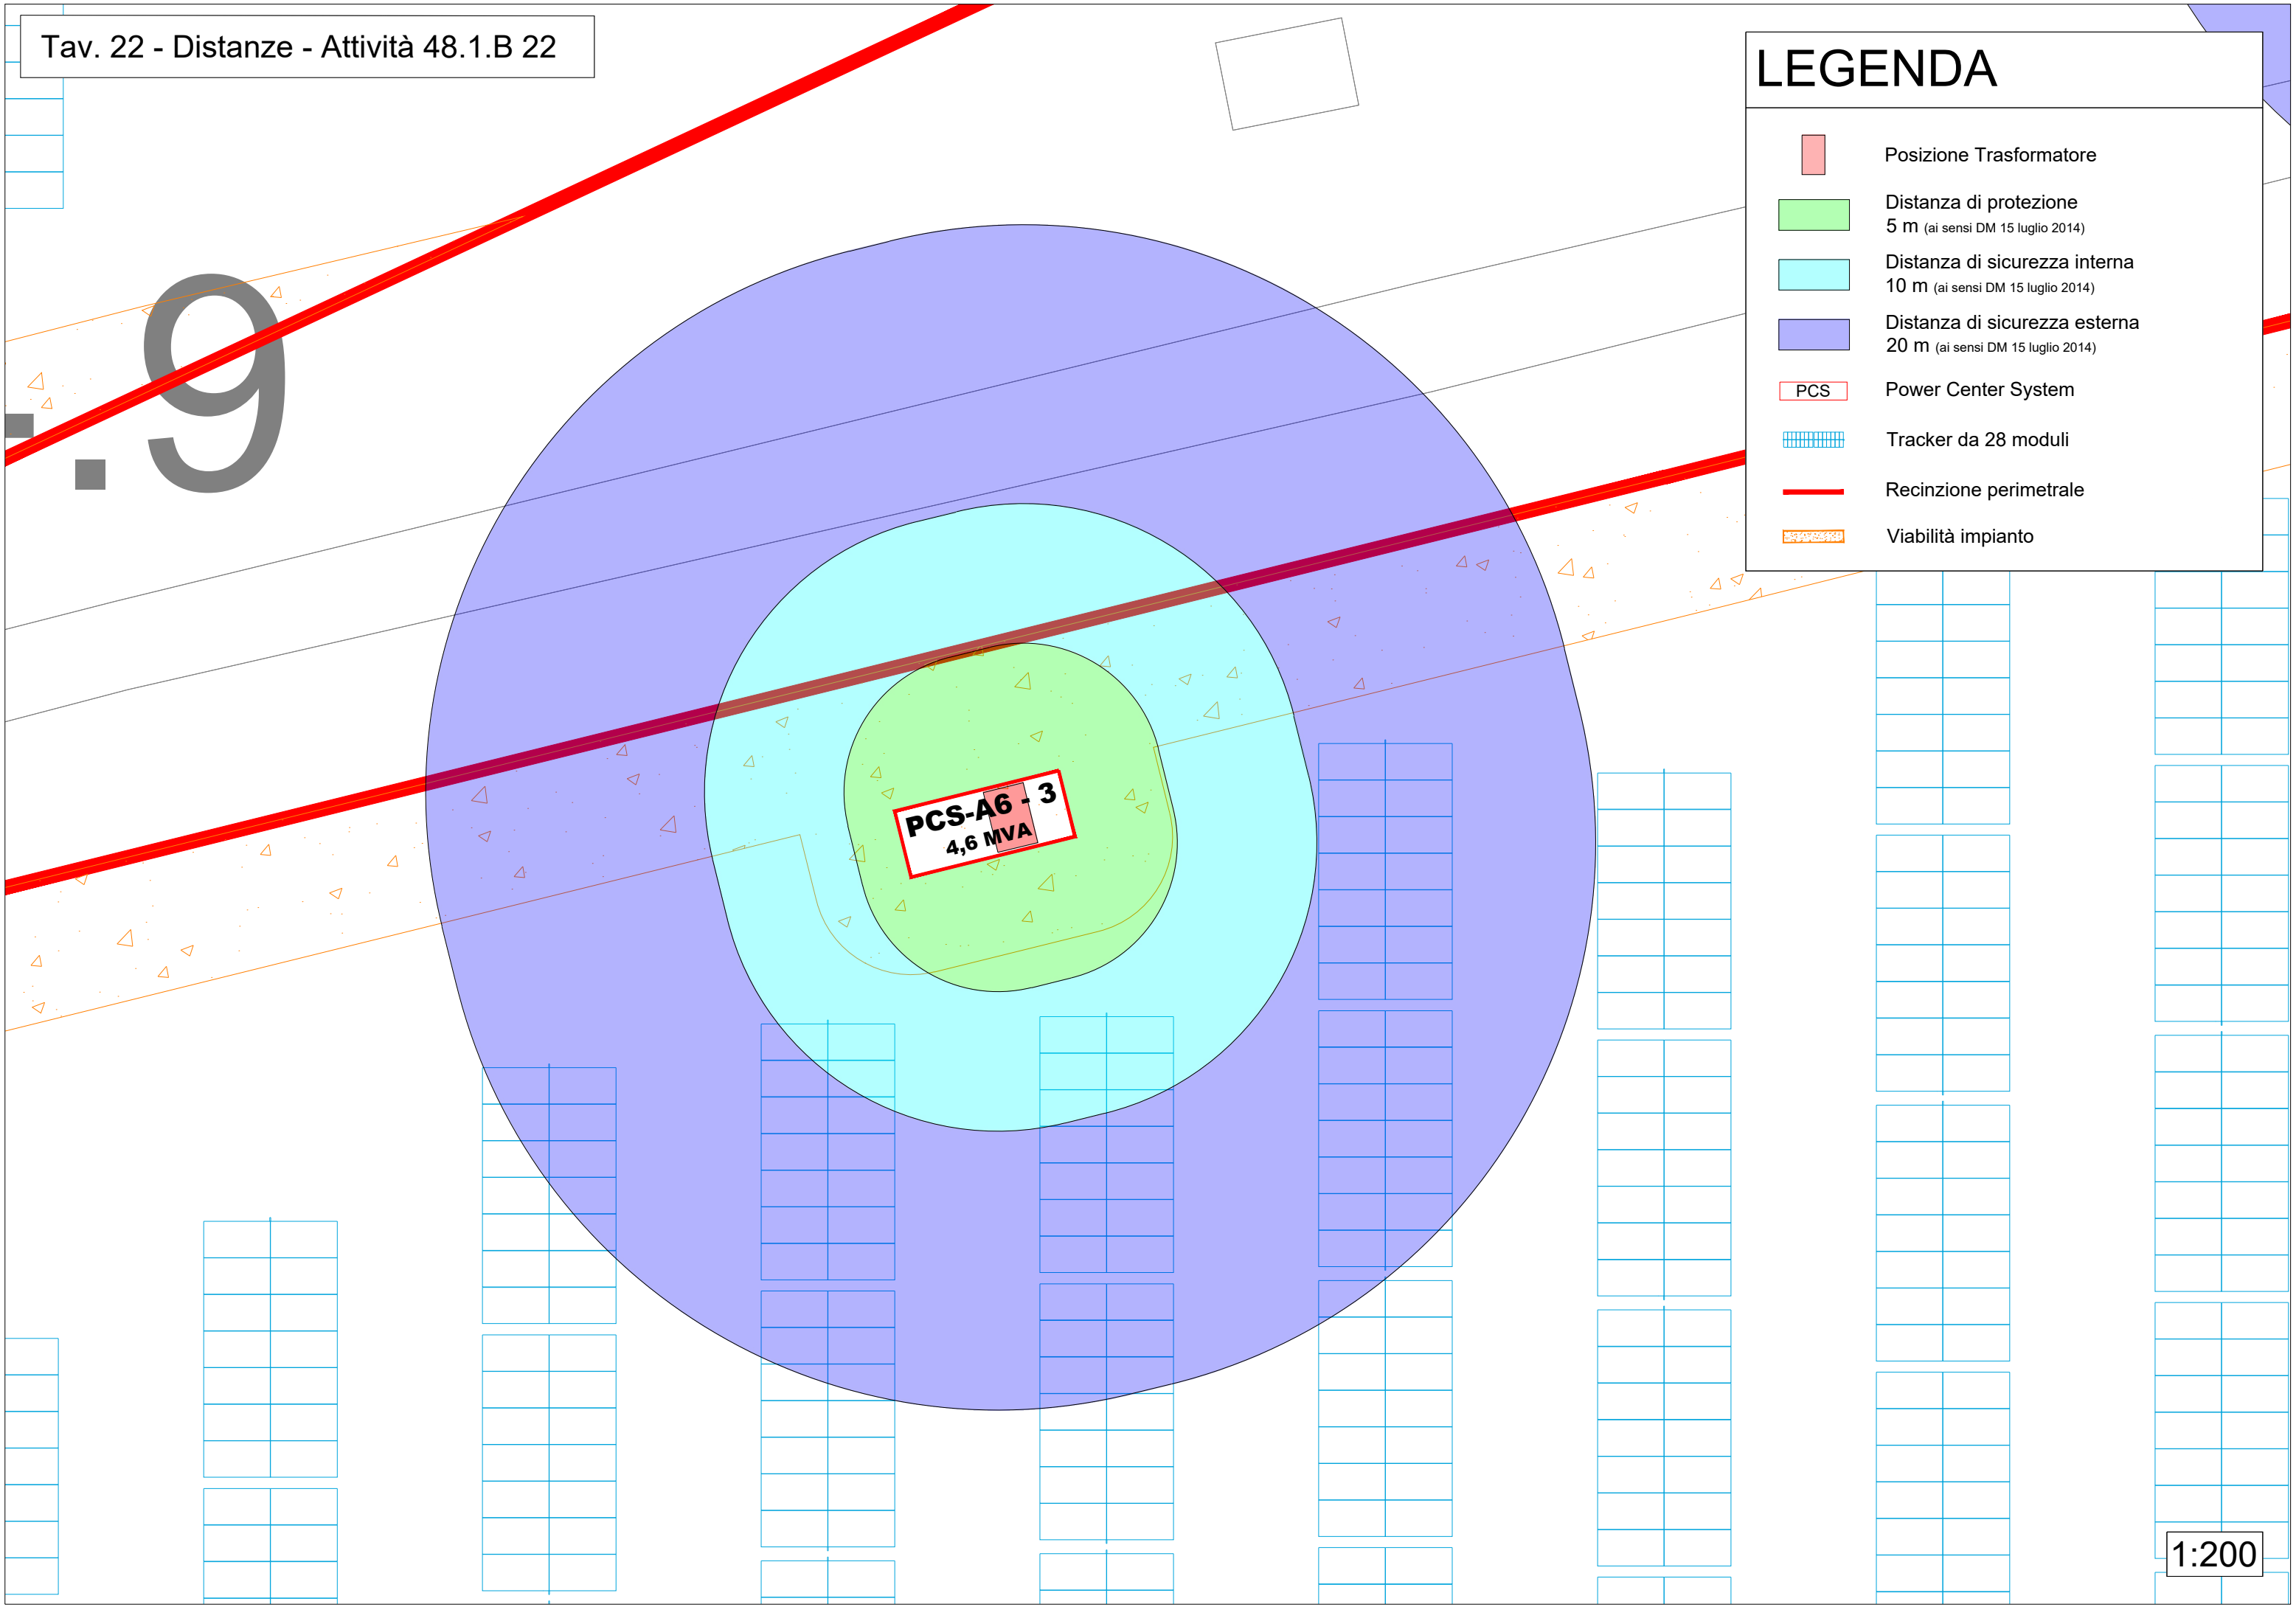 Tav. 22 - Distanze - Attività 48.1.B 22
LEGENDA
Posizione Trasformatore
Distanza di protezione
5 m (ai sensi DM 15 luglio 2014)
Distanza di sicurezza interna
10 m (ai sensi DM 15 luglio 2014)
Distanza di sicurezza esterna
20 m (ai sensi DM 15 luglio 2014)
PCS Power Center System
Tracker da 28 moduli
Recinzione perimetrale
Viabilità impianto
.9
PCS-A6 - 3
4,6 MVA
1:200